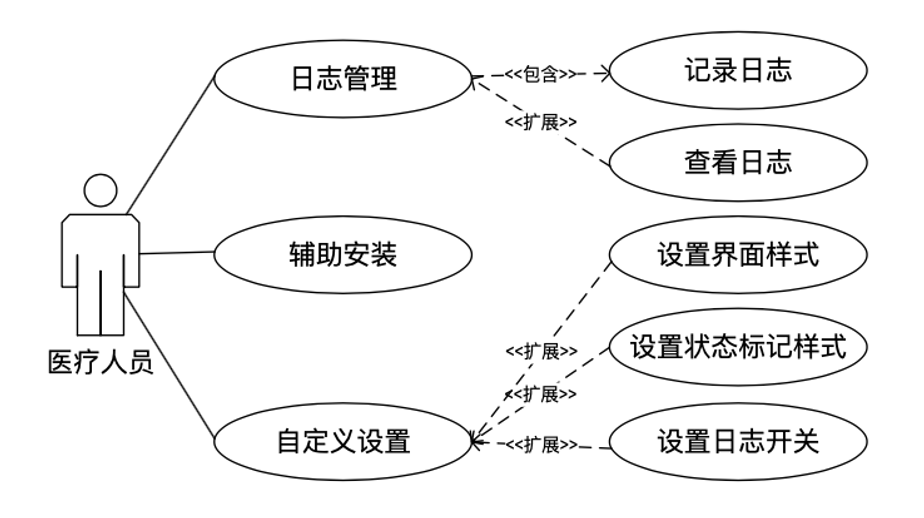 日志管理
<<包含>>
记录日志
<<扩展>>
查看日志
辅助安装
设置界面样式
医疗人员
<<扩展>>
设置状态标记样式
<<扩展>>
自定义设置
<<扩展>>
设置日志开关